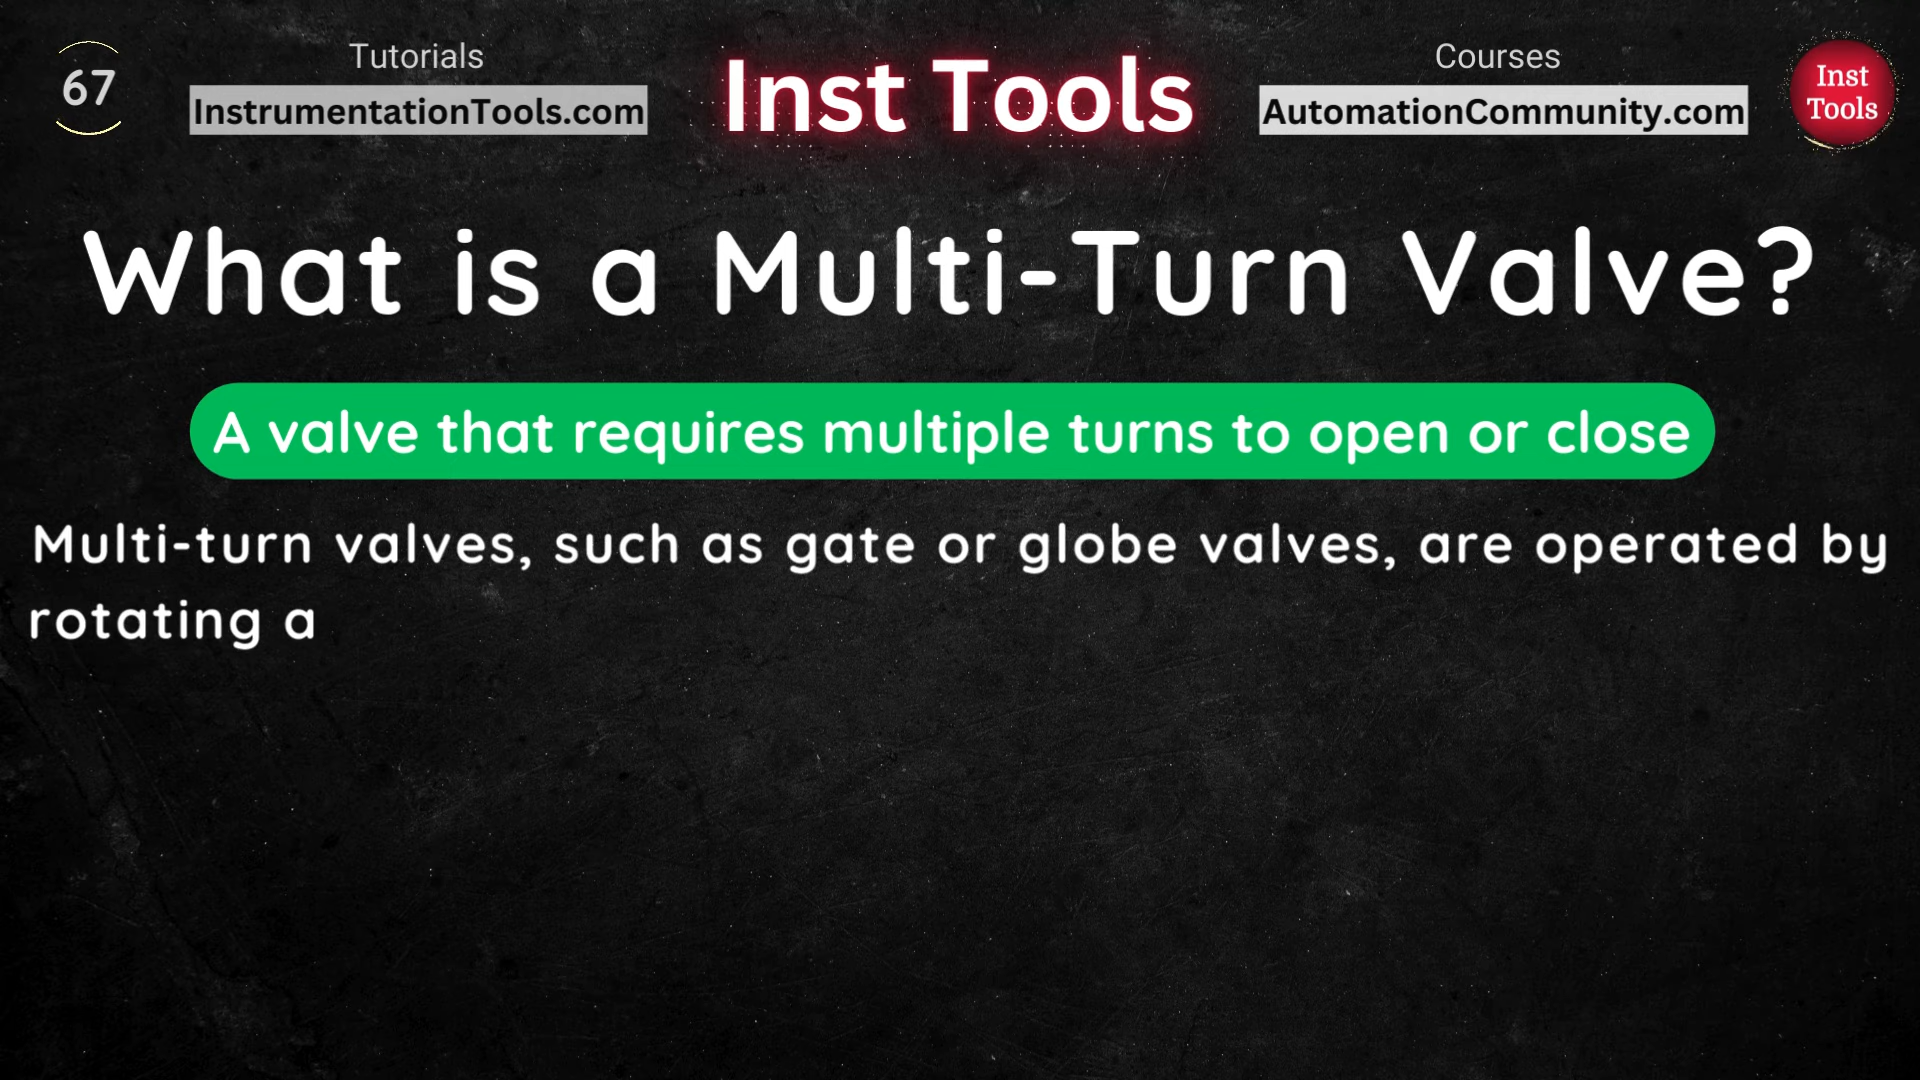 67
Tutorials
InstrumentationTools.com
Inst Tools
Courses
AutomationCommunity.com
Inst
Tools
What is a Multi-Turn Valve?
A valve that requires multiple turns to open or close
Multi-turn valves, such as gate or globe valves, are operated by
rotating a